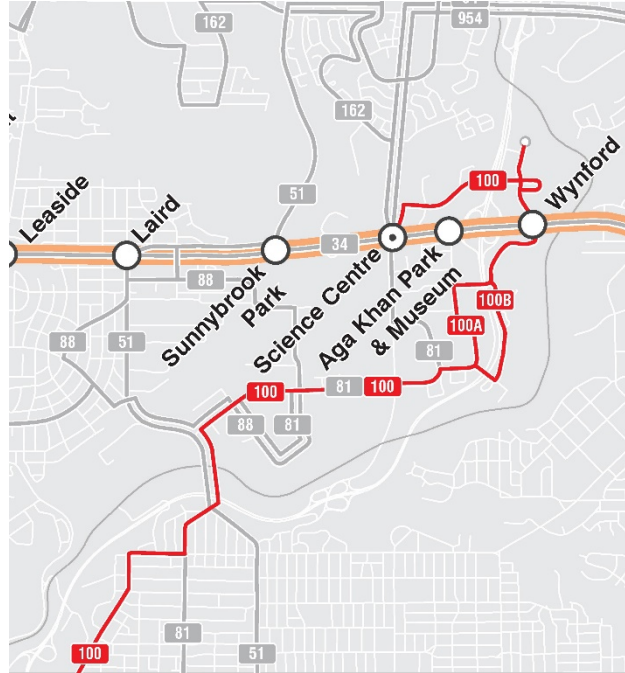 954
162
162
100
51
Wynford
Leaside
Laird
34
88
Sunnybrook
Park
Science Centre
Aga Khan Park
& Museum
100B
100A
88
51
81
100
81
100
88
81
81
51
100